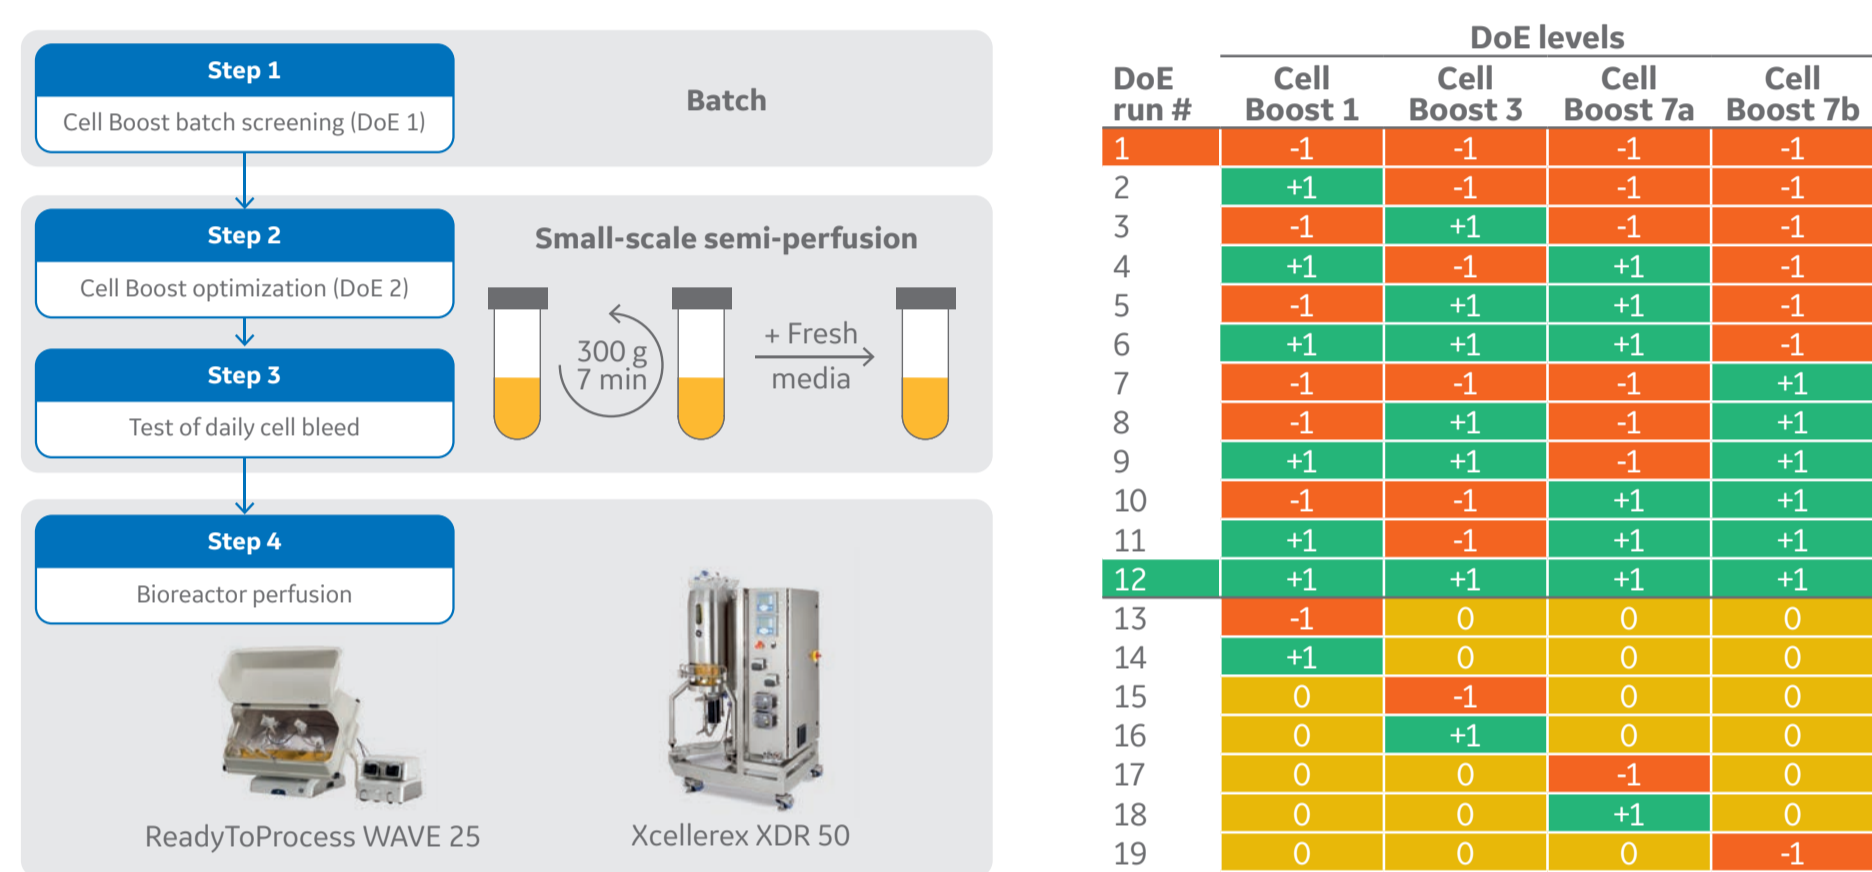 Step 1
Cell Boost batch screening (DoE 1)
Batch
Step 2
Cell Boost optimization (DoE 2)
Step 3
Test of daily cell bleed
Small-scale semi-perfusion
300 g
7 min
+ Fresh
media
Step 4
Bioreactor perfusion
ReadyToProcess WAVE 25
Xcellerex XDR 50
DoE levels
DoE run # Cell Boost 1 Cell Boost 3 Cell Boost 7a Cell Boost 7b
1 -1 -1 -1 -1
2 +1 -1 -1 -1
3 -1 +1 -1 -1
4 +1 -1 +1 -1
5 -1 +1 +1 -1
6 +1 +1 +1 -1
7 -1 -1 -1 +1
8 -1 +1 -1 +1
9 +1 +1 -1 +1
10 -1 -1 +1 +1
11 +1 -1 +1 +1
12 +1 +1 +1 +1
13 -1 0 0 0
14 +1 0 0 0
15 0 -1 0 0
16 0 +1 0 0
17 0 0 -1 0
18 0 0 +1 0
19 0 0 0 -1